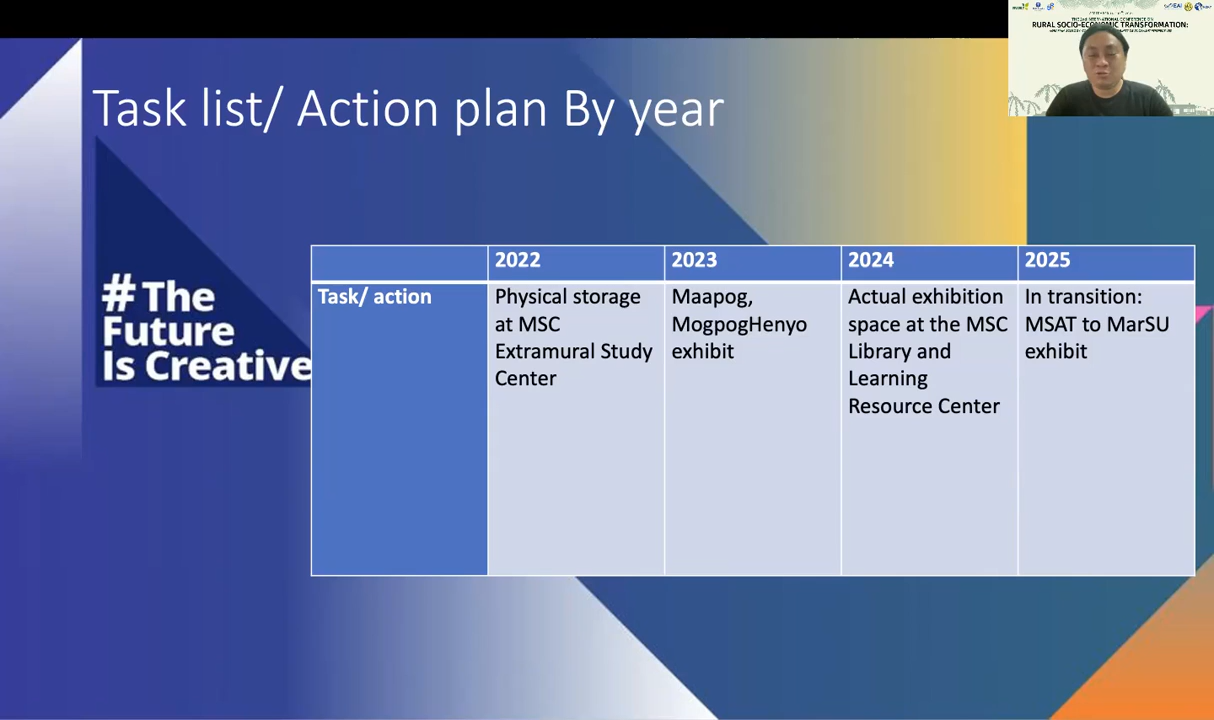 RURAL SOCIO-ECONOMIC TRANSFORMATION:
Task list/ Action plan By year
# The
Future
Is Creative
2022
2023
2024
2025
Task/ action
Physical storage
at MSC
Extramural Study
Center
Maapog,
MogpogHenyo
exhibit
Actual exhibition
space at the MSC
Library and
Learning
Resource Center
In transition:
MSAT to MarSU
exhibit